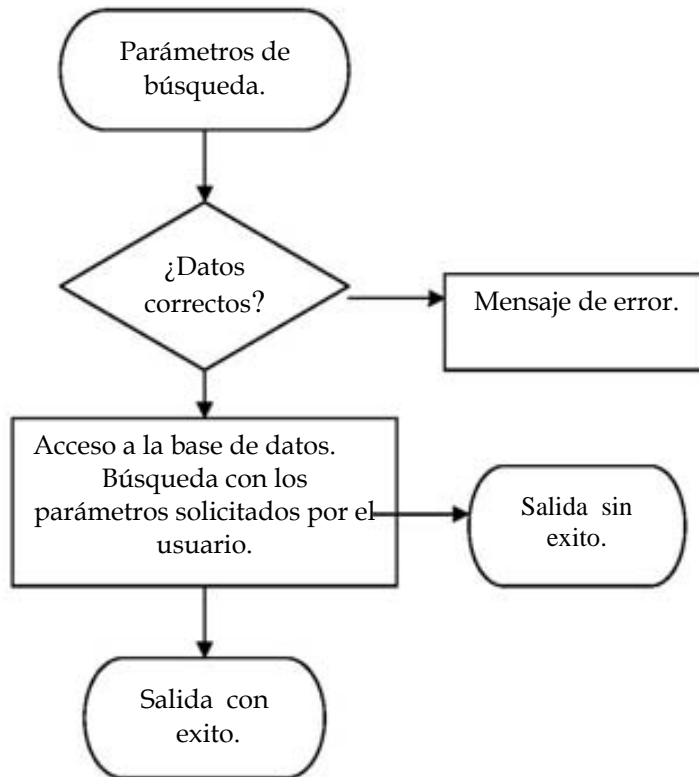 Parámetros de
búsqueda.
¿Datos
correctos?
Mensaje de error.
Acceso a la base de datos.
Búsqueda con los
parámetros solicitados por el
usuario.
Salida sin
exito.
Salida con
exito.